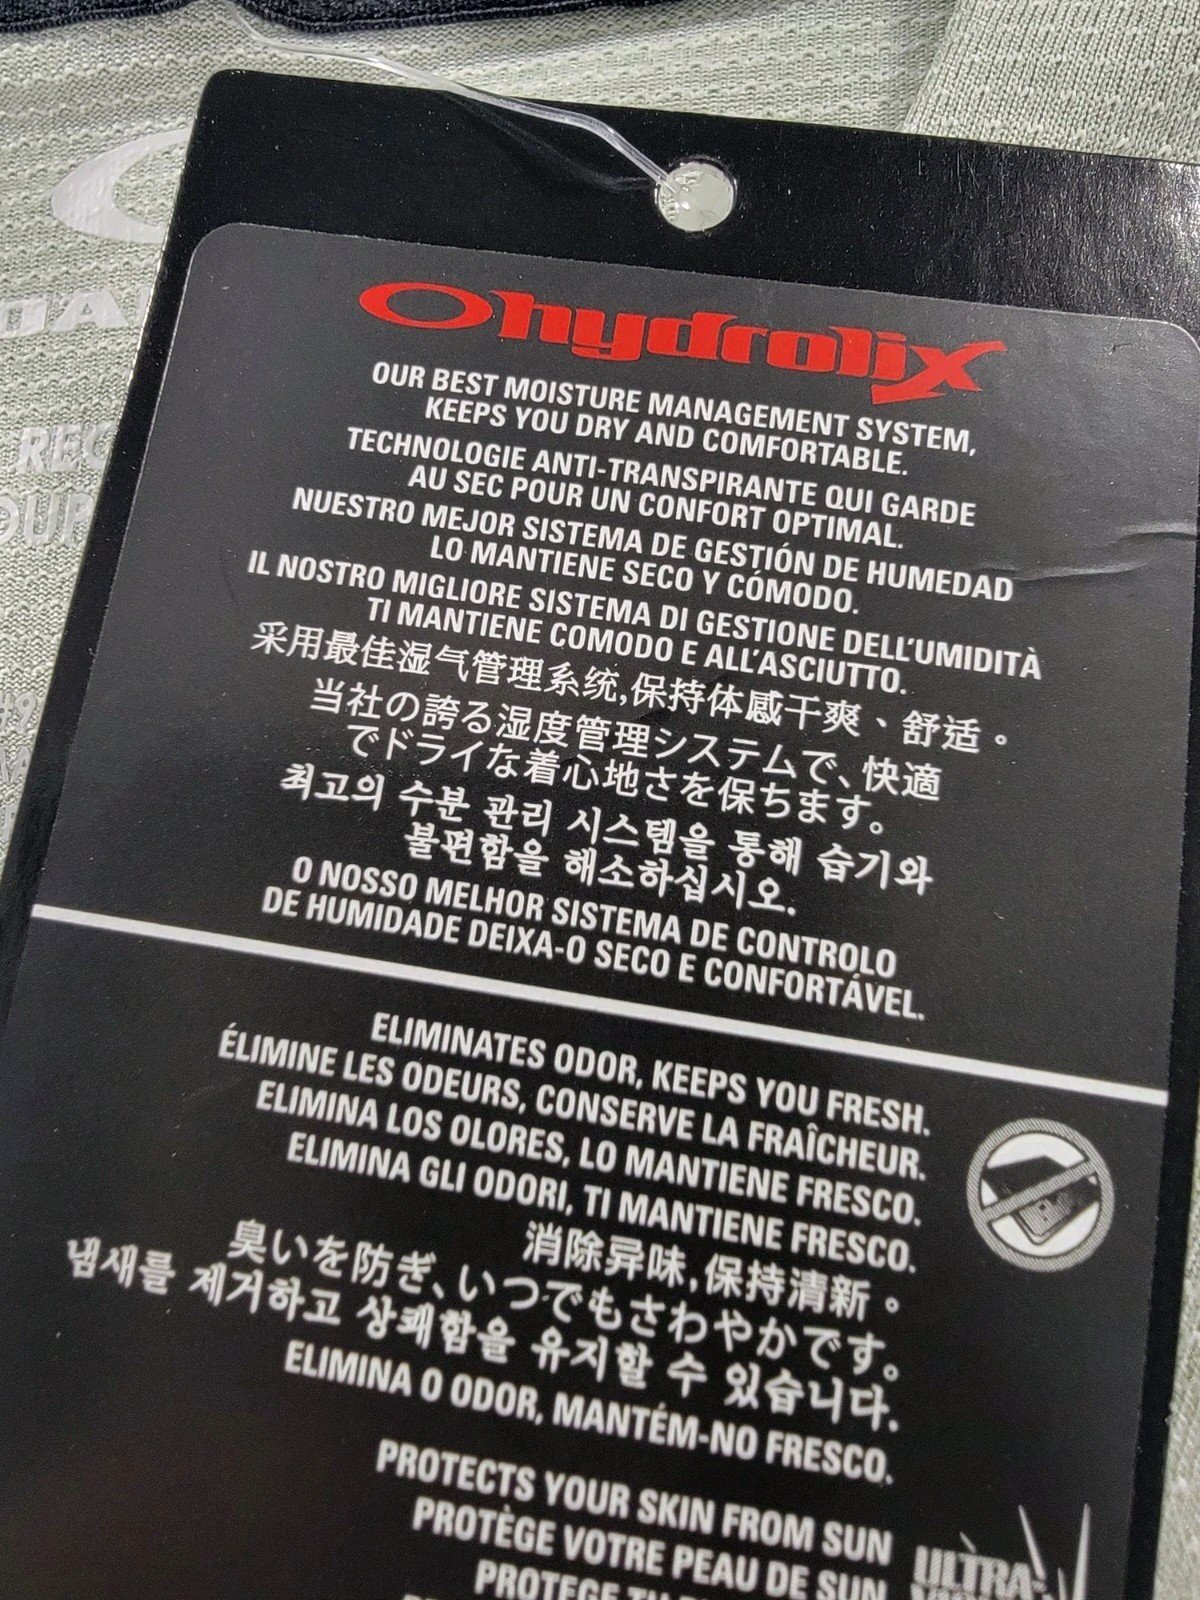 OA
REC
OUP
hydrolix
OUR BEST MOISTURE MANAGEMENT SYSTEM,
KEEPS YOU DRY AND COMFORTABLE.
TECHNOLOGIE ANTI-TRANSPIRANTE QUI GARDE
AU SEC POUR UN CONFORT OPTIMAL.
NUESTRO MEJOR SISTEMA DE GESTIÓN DE HUMEDAD
LO MANTIENE SECO Y CÓMODO.
IL NOSTRO MIGLIORE SISTEMA DI GESTIONE DELL'UMIDITÀ
TI MANTIENE COMODO E ALL'ASCIUTTO.
采用最佳湿气管理系统,保持体感干爽、舒适。
当社の誇る湿度管理システムで、快適
でドライな着心地さを保ちます。
최고의 수분 관리 시스템을 통해 습기와
불편함을 해소하십시오.
O NOSSO MELHOR SISTEMA DE CONTROLO
DE HUMIDADE DEIXA-O SECO E CONFORTÁVEL.
ELIMINATES ODOR, KEEPS YOU FRESH.
ÉLIMINE LES ODEURS, CONSERVE LA FRAÎCHEUR.
ELIMINA LOS OLORES, LO MANTIENE FRESCO.
ELIMINA GLI ODORI, TI MANTIENE FRESCO.
消除异味,保持清新。
臭いを防ぎ、いつでもさわやかです。
냄새를 제거하고 상쾌함을 유지할 수 있습니다.
ELIMINA O ODOR, MANTÉM-NO FRESCO.
PROTECTS YOUR SKIN FROM SUN
PROTÈGE VOTRE PEAU DE SUN
PROTEGE TU
ULTRA